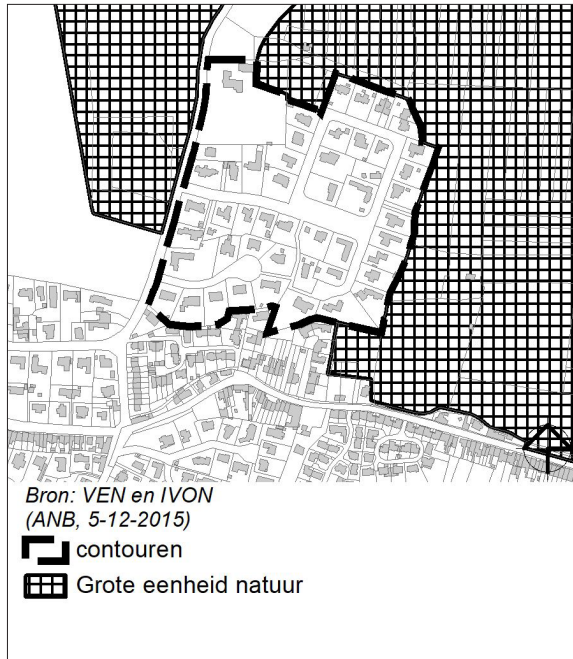 Bron: VEN en IVON
(ANB, 5-12-2015)
contouren
Grote eenheid natuur